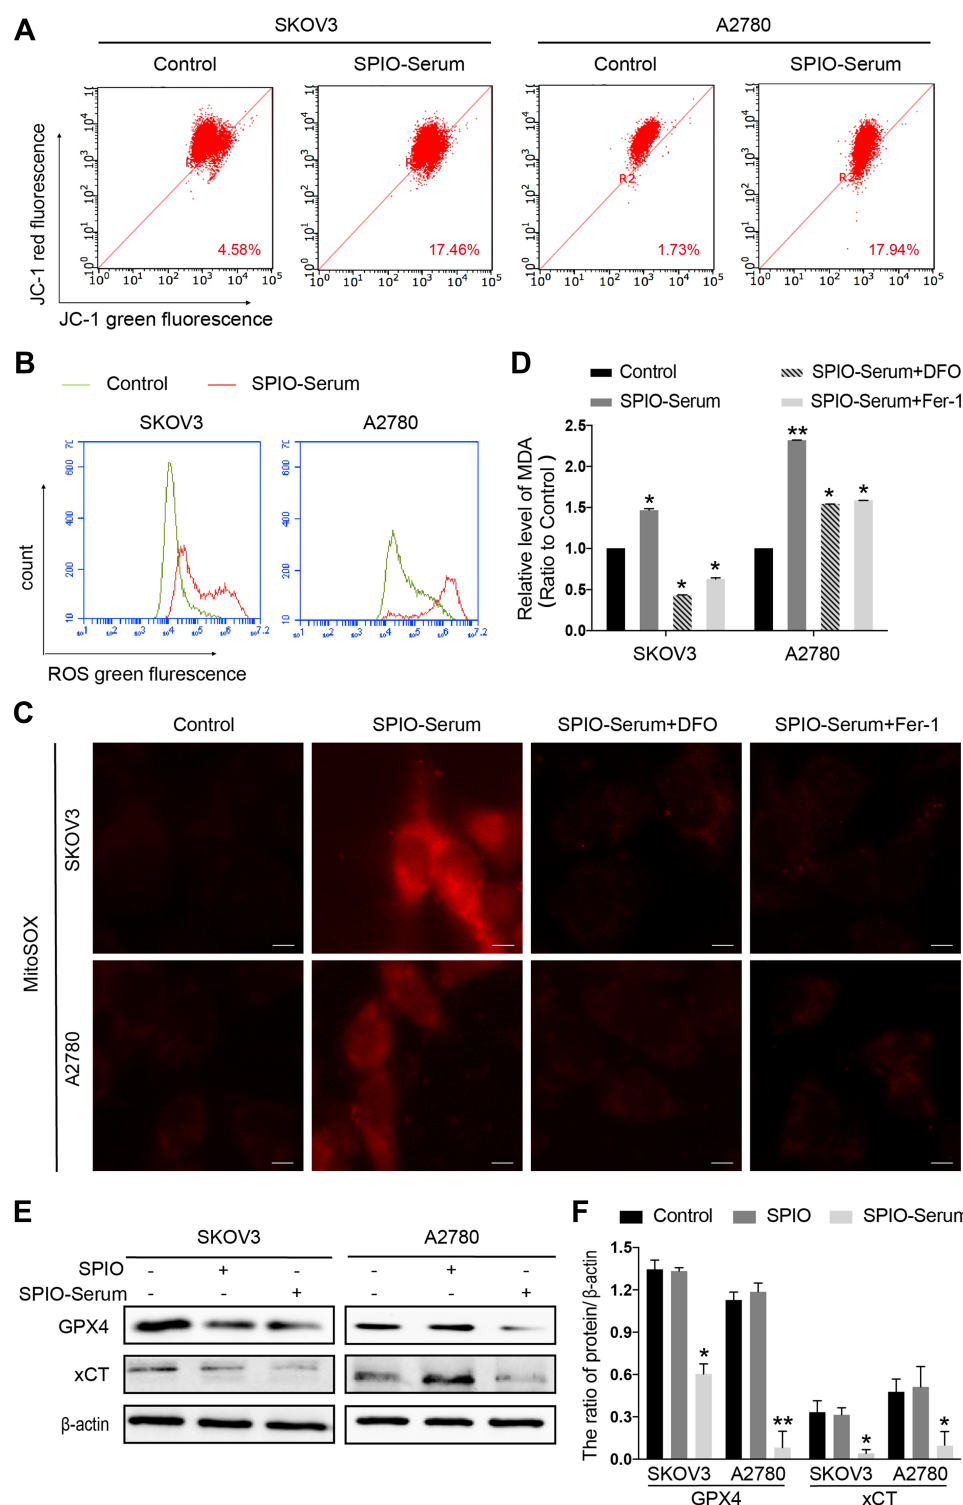 A
SKOV3
A2780
Control
SPIO-Serum
Control
SPIO-Serum
JC-1 red fluorescence
R2
R2
4.58%
17.46%
1.73%
17.94%
JC-1 green fluorescence
B
Control
SPIO-Serum
SKOV3
A2780
count
600
400
200
10
ROS green flurescence
D
Control
SPIO-Serum
SPIO-Serum+DFO
SPIO-Serum+Fer-1
Relative level of MDA
(Ratio to Control )
2.5
2.0
1.5
1.0
0.5
0.0
* * * ** * *
SKOV3
A2780
C
Control
SPIO-Serum
SPIO-Serum+DFO
SPIO-Serum+Fer-1
MitoSOX
SKOV3
A2780
E
SKOV3
A2780
SPIO - + - - + -
SPIO-Serum - - + - - +
GPX4
xCT
β-actin
F
Control
SPIO
SPIO-Serum
The ratio of protein/β-actin
1.5
1.2
0.9
0.6
0.3
0.0
* ** * *
SKOV3 A2780 SKOV3 A2780
GPX4
xCT